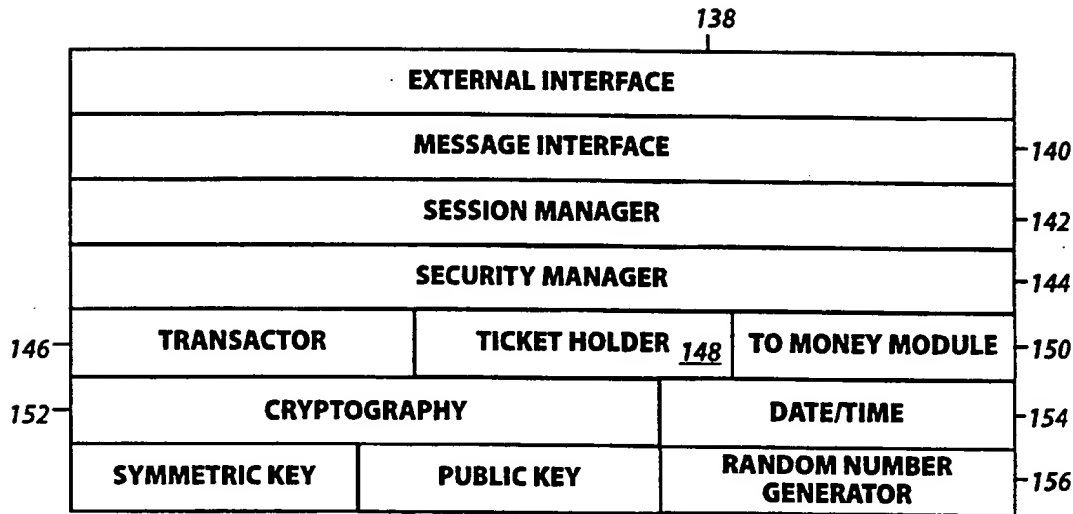 138
EXTERNAL INTERFACE
MESSAGE INTERFACE
140
SESSION MANAGER
142
SECURITY MANAGER
144
146
TRANSACTOR
TICKET HOLDER 148
TO MONEY MODULE
150
152
CRYPTOGRAPHY
DATE/TIME
154
SYMMETRIC KEY
PUBLIC KEY
RANDOM NUMBER
GENERATOR
156